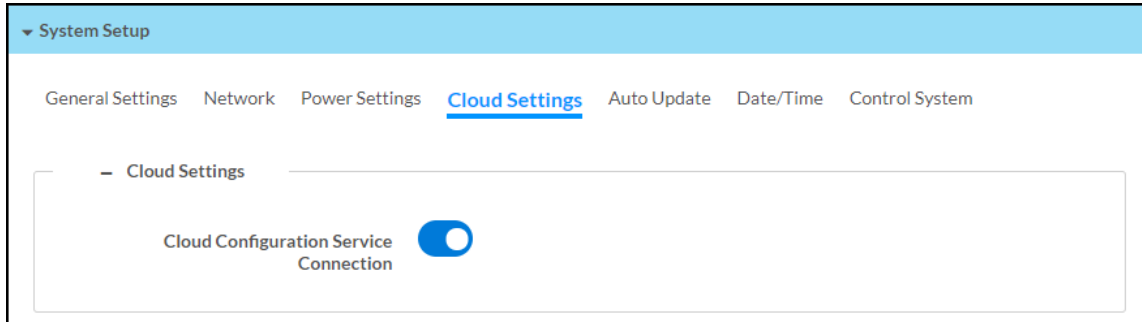 System Setup
General Settings Network Power Settings Cloud Settings Auto Update Date/Time Control System
– Cloud Settings
Cloud Configuration Service
Connection